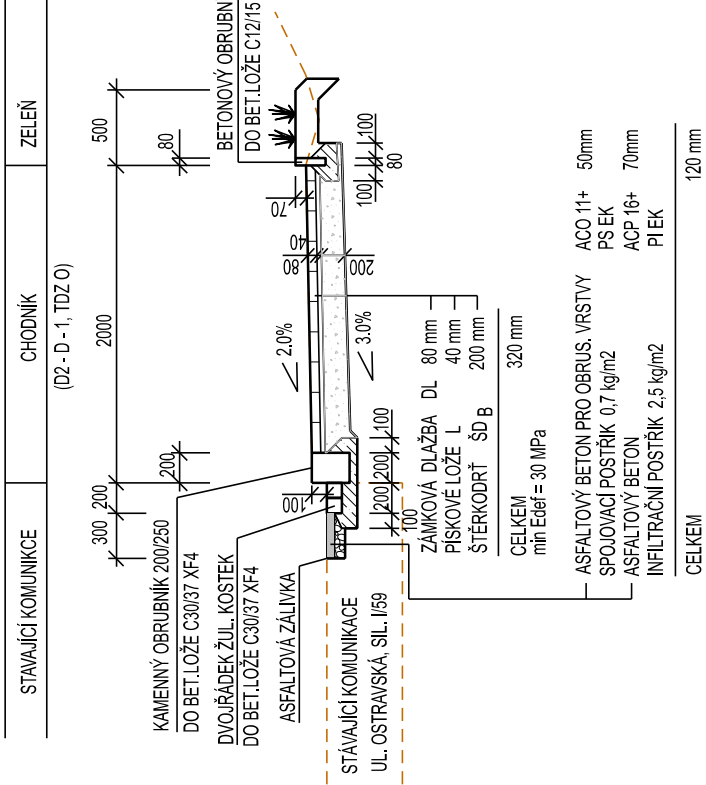 STAVAJÍCÍ KOMUNIKCE
CHODNÍK
ZELEŇ
(D2 - D - 1, TDZ O)
300
200
200
2000
80
500
KAMENNÝ OBRUBNÍK 200/250
DO BET.LOŽE C30/37 XF4
DVOJŘÁDEK ŽUL. KOSTEK
DO BET.LOŽE C30/37 XF4
ASFALTOVÁ ZÁLIVKA
BETONOVÝ OBRUBN
DO BET.LOŽE C12/15
STÁVAJÍCÍ KOMUNIKACE
UL. OSTRAVSKÁ, SIL. I/59
2.0%
3.0%
100
80
40
200
70
100
200
200
100
100
80
100
ZÁMKOVÁ DLAŽBA DL 80 mm
PÍSKOVÉ LOŽE L 40 mm
ŠTĚRKODRŤ ŠD B 200 mm
CELKEM 320 mm
min Edef = 30 MPa
ASFALTOVÝ BETON PRO OBRUS. VRSTVY ACO 11+ 50mm
SPOJOVACÍ POSTŘIK 0,7 kg/m2 PS EK
ASFALTOVÝ BETON ACP 16+ 70mm
INFILTRAČNÍ POSTŘIK 2,5 kg/m2 PI EK
CELKEM 120 mm